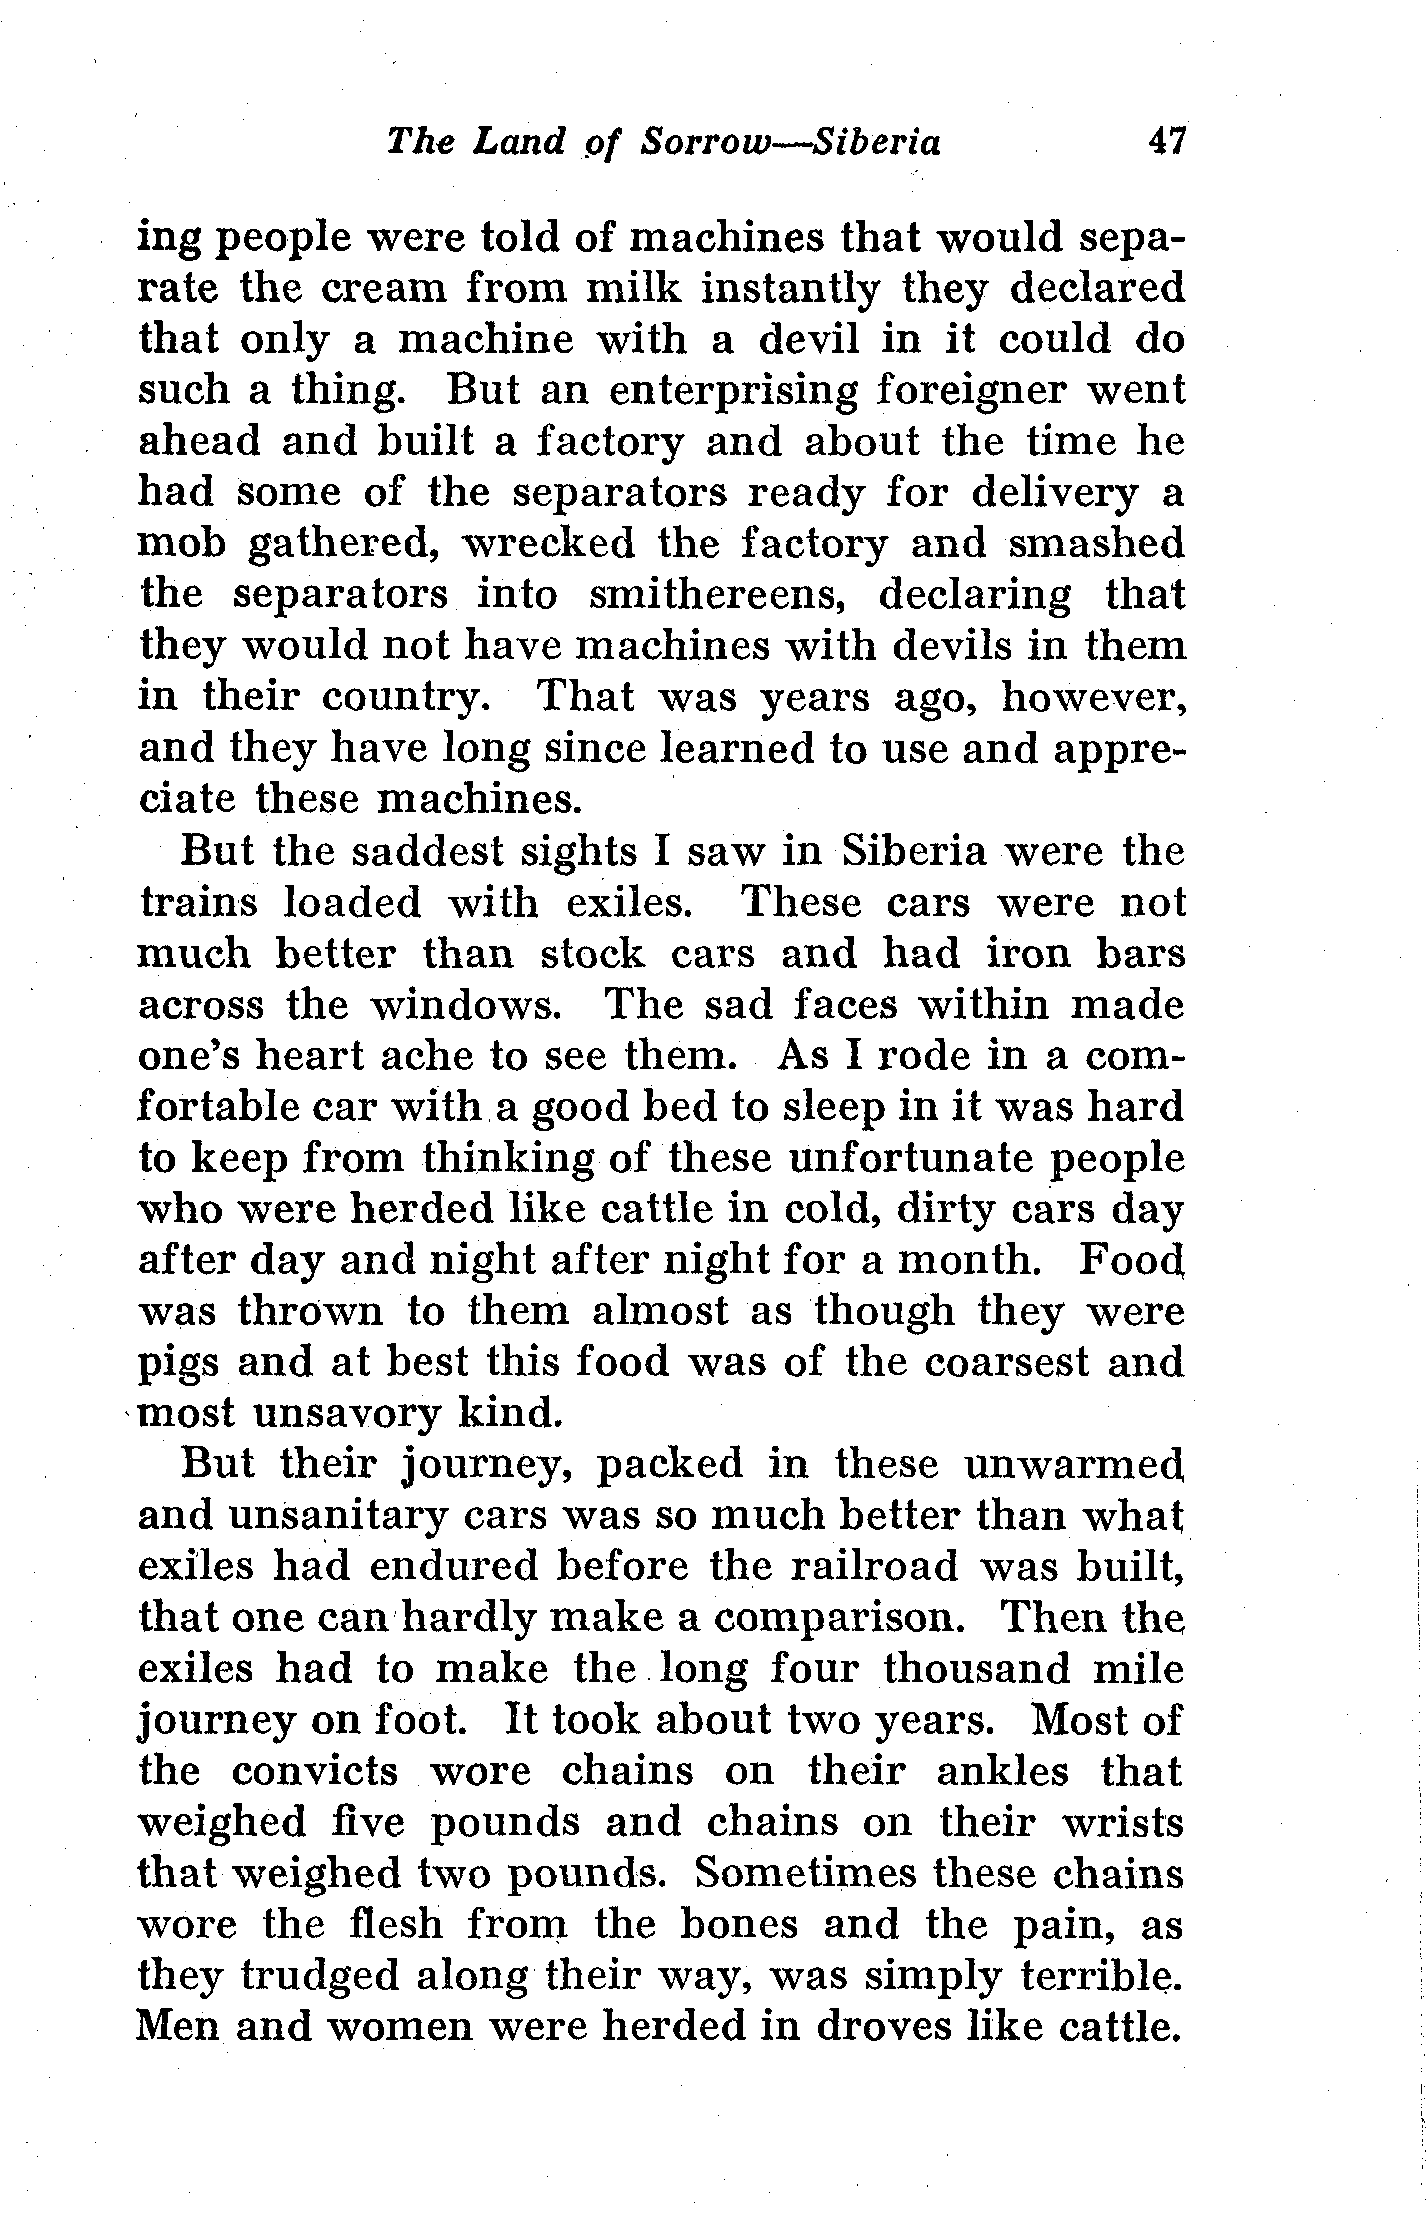 The Land of Sorrow—Siberia 47
ing people were told of machines that would sepa-
rate the cream from milk instantly they declared
that only a machine with a devil in it could do
such a thing. But an enterprising foreigner went
ahead and built a factory and about the time he
had some of the separators ready for delivery a
mob gathered, wrecked the factory and smashed
the separators into smithereens, declaring that
they would not have machines with devils in them
in their country. That was years ago, however,
and they have long since learned to use and appre-
ciate these machines.
But the saddest sights I saw in Siberia were the
trains loaded with exiles. These cars were not
much better than stock cars and had iron bars
across the windows. The sad faces within made
one's heart ache to see them. As I rode in a com-
fortable car with a good bed to sleep in it was hard
to keep from thinking of these unfortunate people
who were herded like cattle in cold, dirty cars day
after day and night after night for a month. Food
was thrown to them almost as though they were
pigs and at best this food was of the coarsest and
most unsavory kind.
But their journey, packed in these unwarmed
and unsanitary cars was so much better than what
exiles had endured before the railroad was built,
that one can hardly make a comparison. Then the
exiles had to make the long four thousand mile
journey on foot. It took about two years. Most of
the convicts wore chains on their ankles that
weighed five pounds and chains on their wrists
that weighed two pounds. Sometimes these chains
wore the flesh from the bones and the pain, as
they trudged along their way, was simply terrible.
Men and women were herded in droves like cattle.